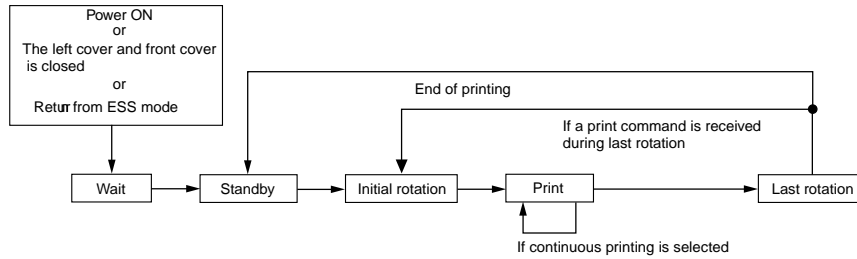 Power ON
or
The left cover and front cover
is closed
or
Return from ESS mode
End of printing
If a print command is received
during last rotation
Wait
Standby
Initial rotation
Print
Last rotation
If continuous printing is selected